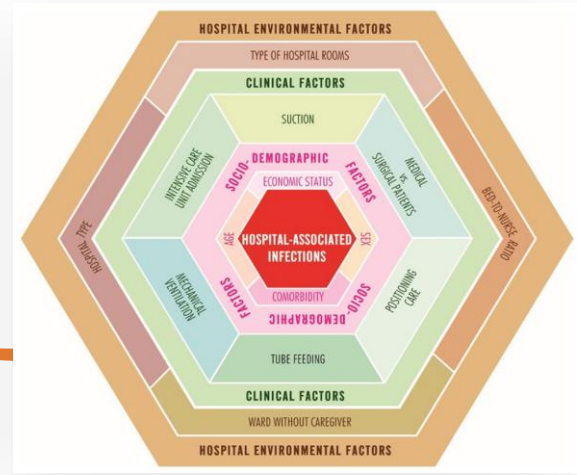 HOSPITAL ENVIRONMENTAL FACTORS
TYPE OF HOSPITAL ROOMS
CLINICAL FACTORS
SUCTION
INTENSIVE CARE
UNIT ADMISSION
MEDICAL
VS.
SURGICAL PATIENTS
SOCIO-
DEMOGRAPHIC
FACTORS
ECONOMIC STATUS
HOSPITAL
TYPE
AGE
HOSPITAL-ASSOCIATED
INFECTIONS
SEX
BED-TO-NURSE RATIO
MECHANICAL
VENTILATION
FACTORS
COMORBIDITY
SOCIO-
DEMOGRAPHIC
POSITIONING
CARE
TUBE FEEDING
CLINICAL FACTORS
WARD WITHOUT CAREGIVER
HOSPITAL ENVIRONMENTAL FACTORS